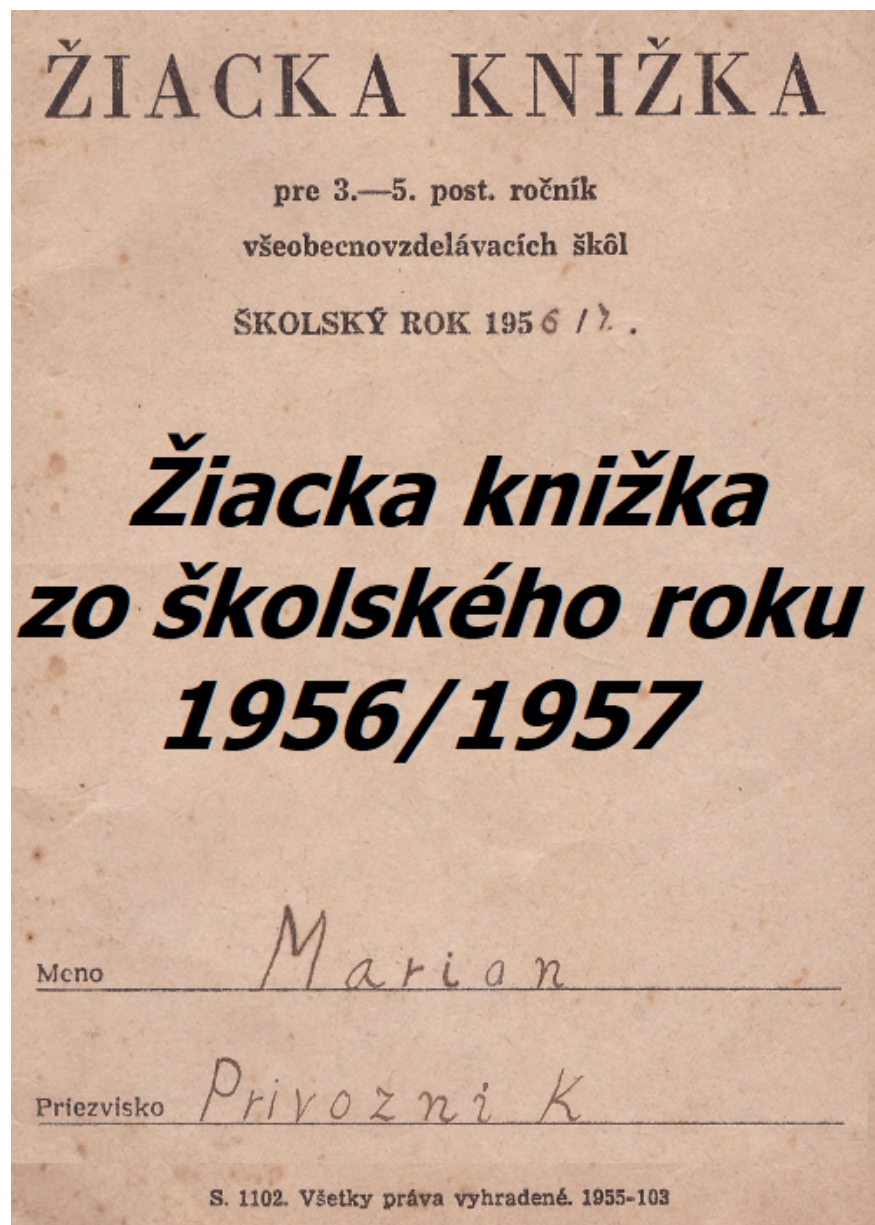 ŽIACKA KNIŽKA
pre 3.—5. post. ročník
všeobecnovzdelávacích škôl
ŠKOLSKÝ ROK 1956/7.
Žiacka knižka
zo školského roku
1956/1957
Meno Marian
Priezvisko Privozník
S. 1102. Všetky práva vyhradené. 1955-103